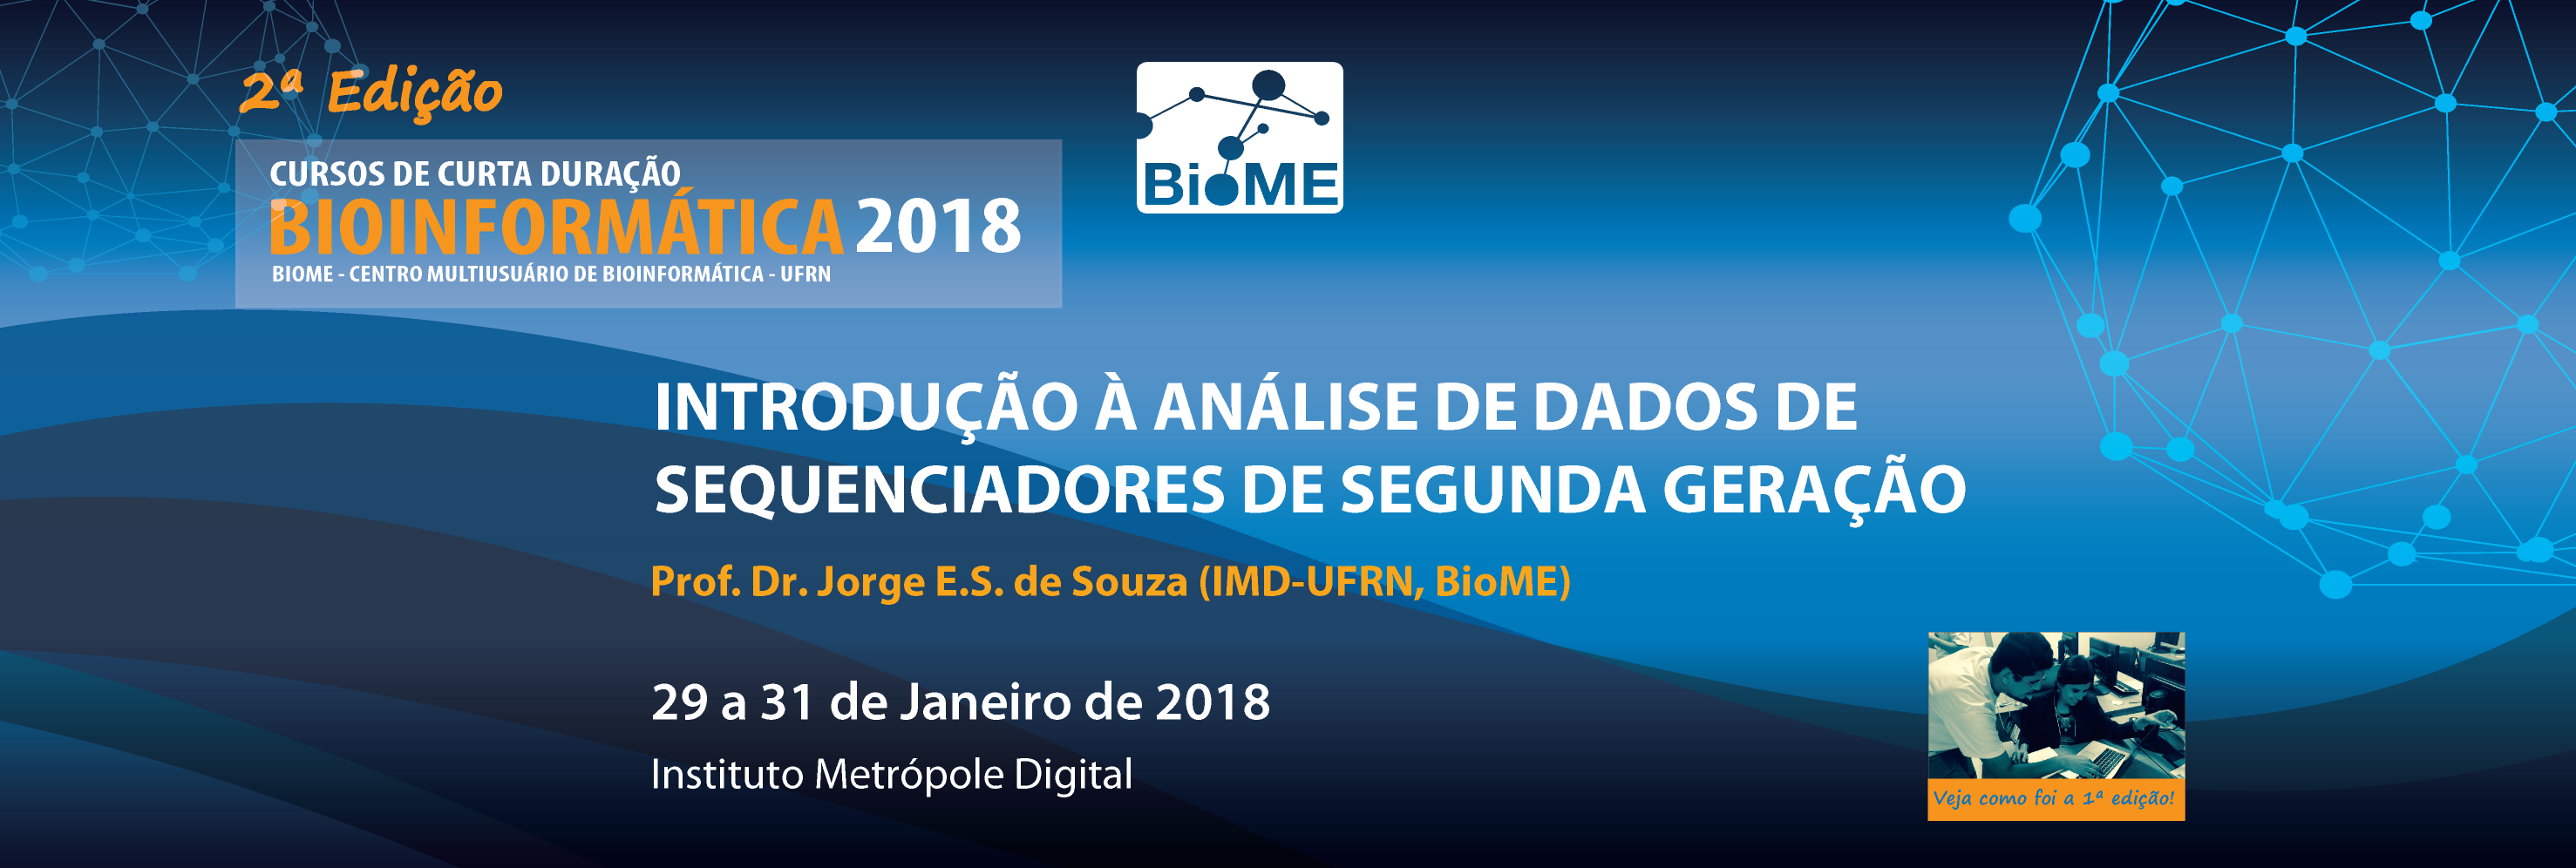 2ª Edição
CURSOS DE CURTA DURAÇÃO
BIOINFORMÁTICA 2018
BIOME - CENTRO MULTIUSUÁRIO DE BIOINFORMÁTICA - UFRN
BioME
INTRODUÇÃO À ANÁLISE DE DADOS DE
SEQUENCIADORES DE SEGUNDA GERAÇÃO
Prof. Dr. Jorge E.S. de Souza (IMD-UFRN, BioME)
29 a 31 de Janeiro de 2018
Instituto Metrópole Digital
Veja como foi a 1ª edição!